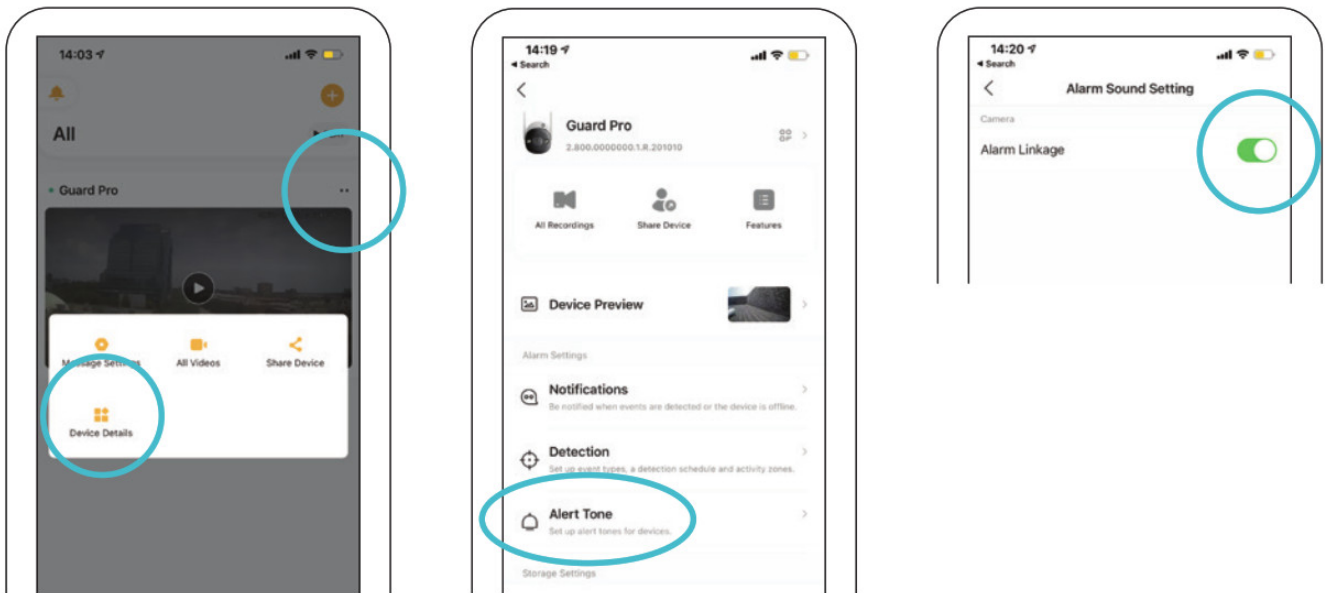 14:03
All
Guard Pro
Message Settings
All Videos
Share Device
Device Details
14:19
Search
Guard Pro
2.800.0000000.1.R.201010
All Recordings
Share Device
Features
Device Preview
Alarm Settings
Notifications
Be notified when events are detected or the device is offline.
Detection
Set up event types, a detection schedule and activity zones.
Alert Tone
Set up alert tones for devices.
Storage Settings
14:20
Search
Alarm Sound Setting
Camera
Alarm Linkage